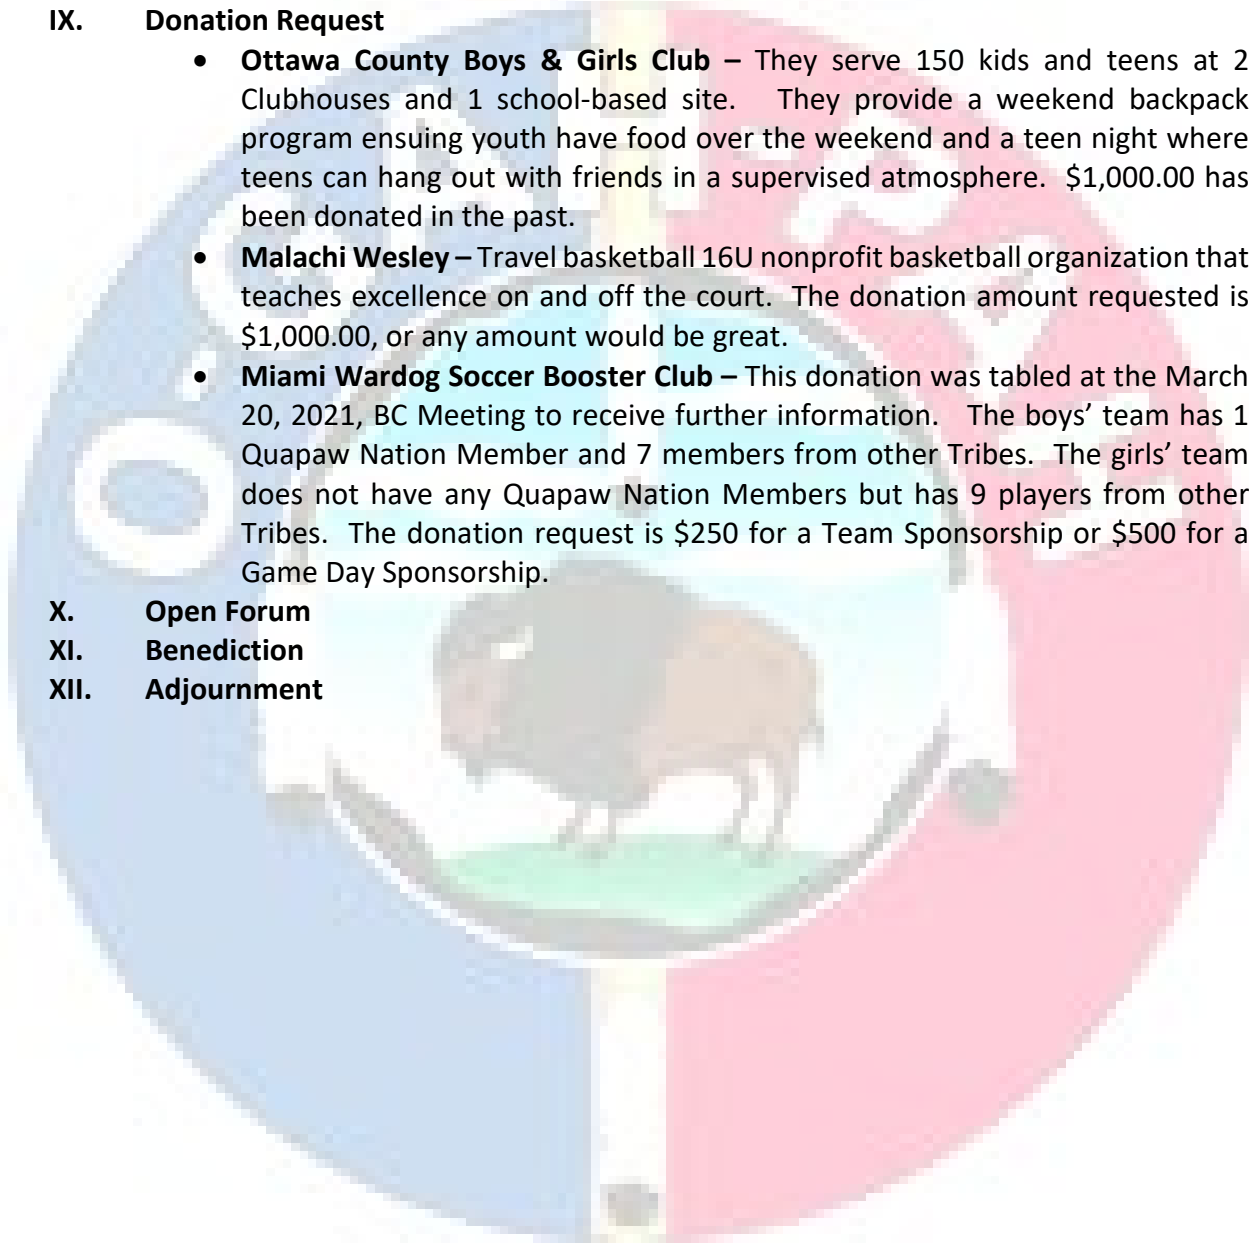 IX. Donation Request
• Ottawa County Boys & Girls Club – They serve 150 kids and teens at 2
Clubhouses and 1 school-based site. They provide a weekend backpack
program ensuing youth have food over the weekend and a teen night where
teens can hang out with friends in a supervised atmosphere. $1,000.00 has
been donated in the past.
• Malachi Wesley – Travel basketball 16U nonprofit basketball organization that
teaches excellence on and off the court. The donation amount requested is
$1,000.00, or any amount would be great.
• Miami Wardog Soccer Booster Club – This donation was tabled at the March
20, 2021, BC Meeting to receive further information. The boys’ team has 1
Quapaw Nation Member and 7 members from other Tribes. The girls’ team
does not have any Quapaw Nation Members but has 9 players from other
Tribes. The donation request is $250 for a Team Sponsorship or $500 for a
Game Day Sponsorship.
X. Open Forum
XI. Benediction
XII. Adjournment
O-GAH-PAH